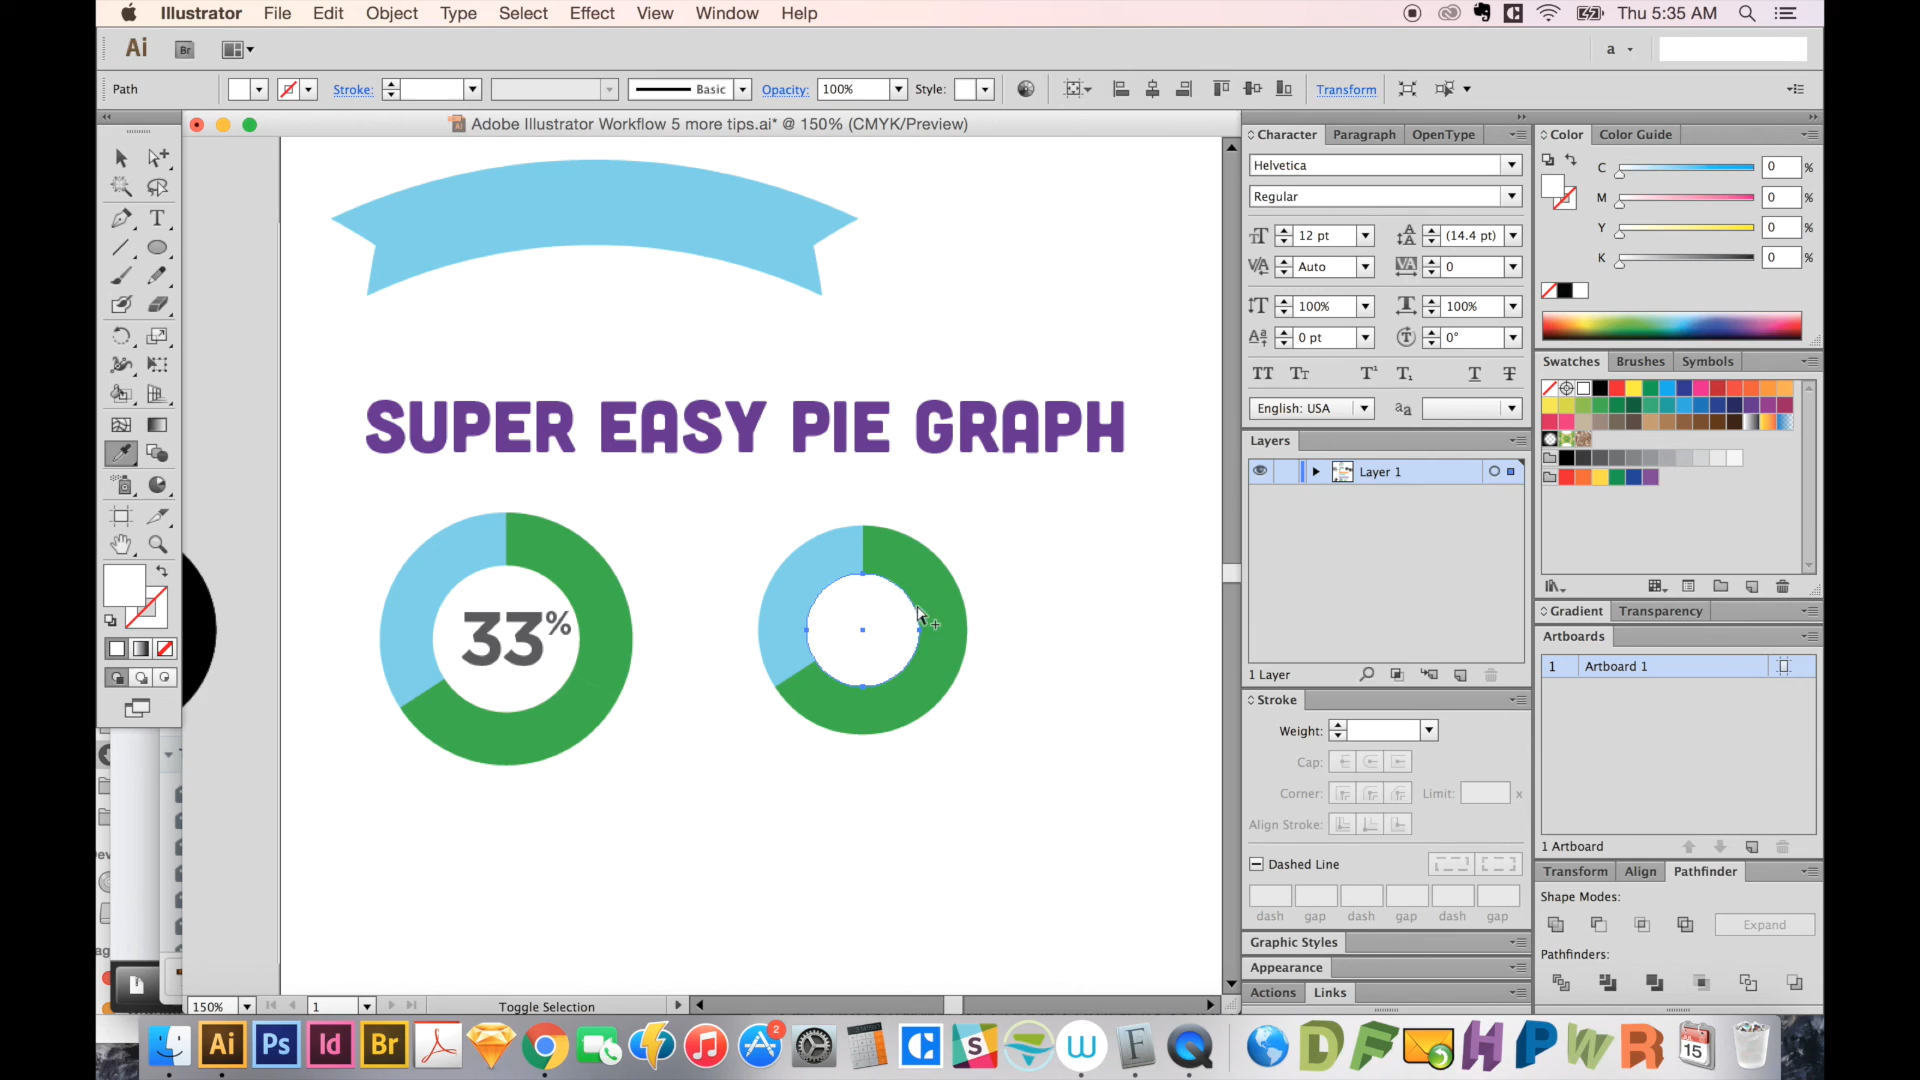 Illustrator File Edit Object Type Select Effect View Window Help Thu 5:35 AM
Ai Br a
Path Stroke: Basic Opacity: 100% Style: Transform
Adobe Illustrator Workflow 5 more tips.ai* @ 150% (CMYK/Preview)
SUPER EASY PIE GRAPH
33%
150% 1 Toggle Selection
Character Paragraph OpenType
Helvetica
Regular
12 pt (14.4 pt)
Auto 0
100% 100%
0 pt 0°
English: USA
Layers
Layer 1
1 Layer
Stroke
Weight:
Cap:
Corner: Limit: x
Align Stroke:
Dashed Line
dash gap dash gap dash gap
Graphic Styles
Appearance
Actions Links
Color Color Guide
C 0 %
M 0 %
Y 0 %
K 0 %
Swatches Brushes Symbols
Gradient Transparency
Artboards
1 Artboard 1
1 Artboard
Transform Align Pathfinder
Shape Modes:
Expand
Pathfinders:
Ai Ps Id Br 2 S W F D F H P W R JUL 15